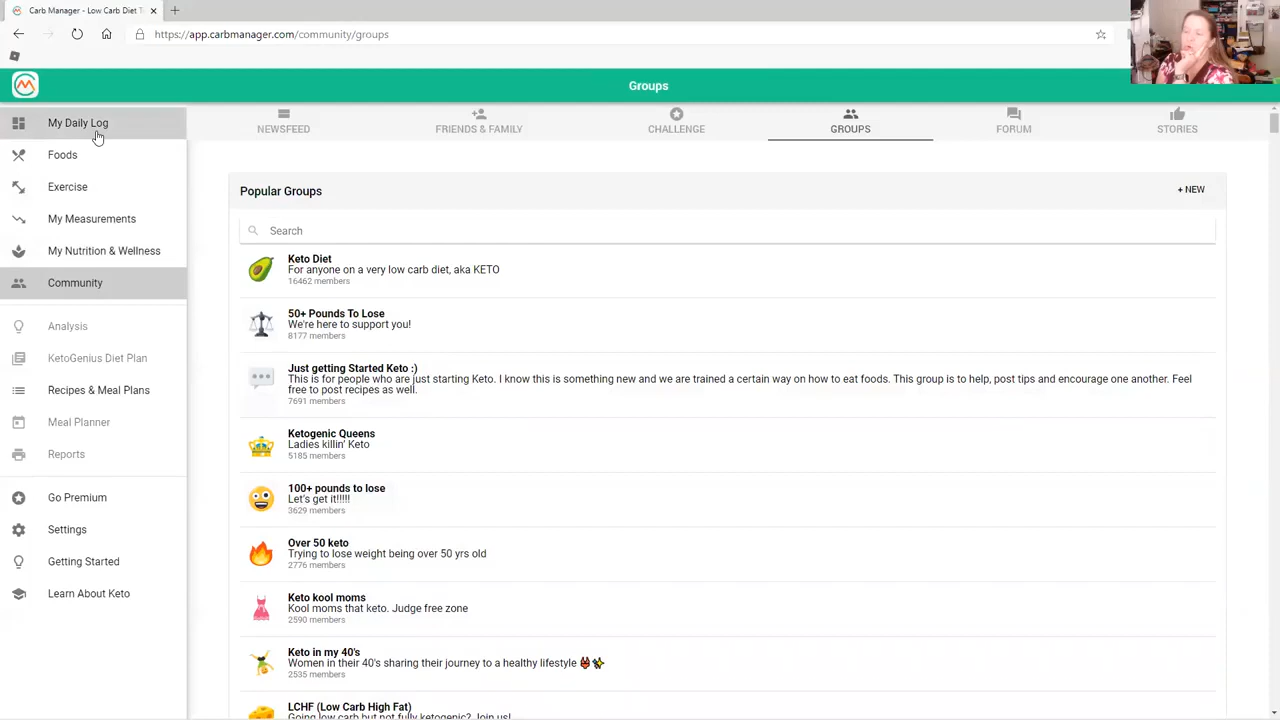 Carb Manager - Low Carb Diet T
https://app.carbmanager.com/community/groups
Groups
My Daily Log
Foods
Exercise
My Measurements
My Nutrition & Wellness
Community
Analysis
KetoGenius Diet Plan
Recipes & Meal Plans
Meal Planner
Reports
Go Premium
Settings
Getting Started
Learn About Keto
NEWSFEED
FRIENDS & FAMILY
CHALLENGE
GROUPS
FORUM
STORIES
Popular Groups
+ NEW
Search
Keto Diet
For anyone on a very low carb diet, aka KETO
16462 members
50+ Pounds To Lose
We're here to support you!
8177 members
Just getting Started Keto :)
This is for people who are just starting Keto. I know this is something new and we are trained a certain way on how to eat foods. This group is to help, post tips and encourage one another. Feel
free to post recipes as well.
7691 members
Ketogenic Queens
Ladies killin' Keto
5185 members
100+ pounds to lose
Let's get it!!!!!
3629 members
Over 50 keto
Trying to lose weight being over 50 yrs old
2776 members
Keto kool moms
Kool moms that keto. Judge free zone
2590 members
Keto in my 40's
Women in their 40's sharing their journey to a healthy lifestyle
2535 members
LCHF (Low Carb High Fat)
Going low carb but not fully ketogenic? Join us!